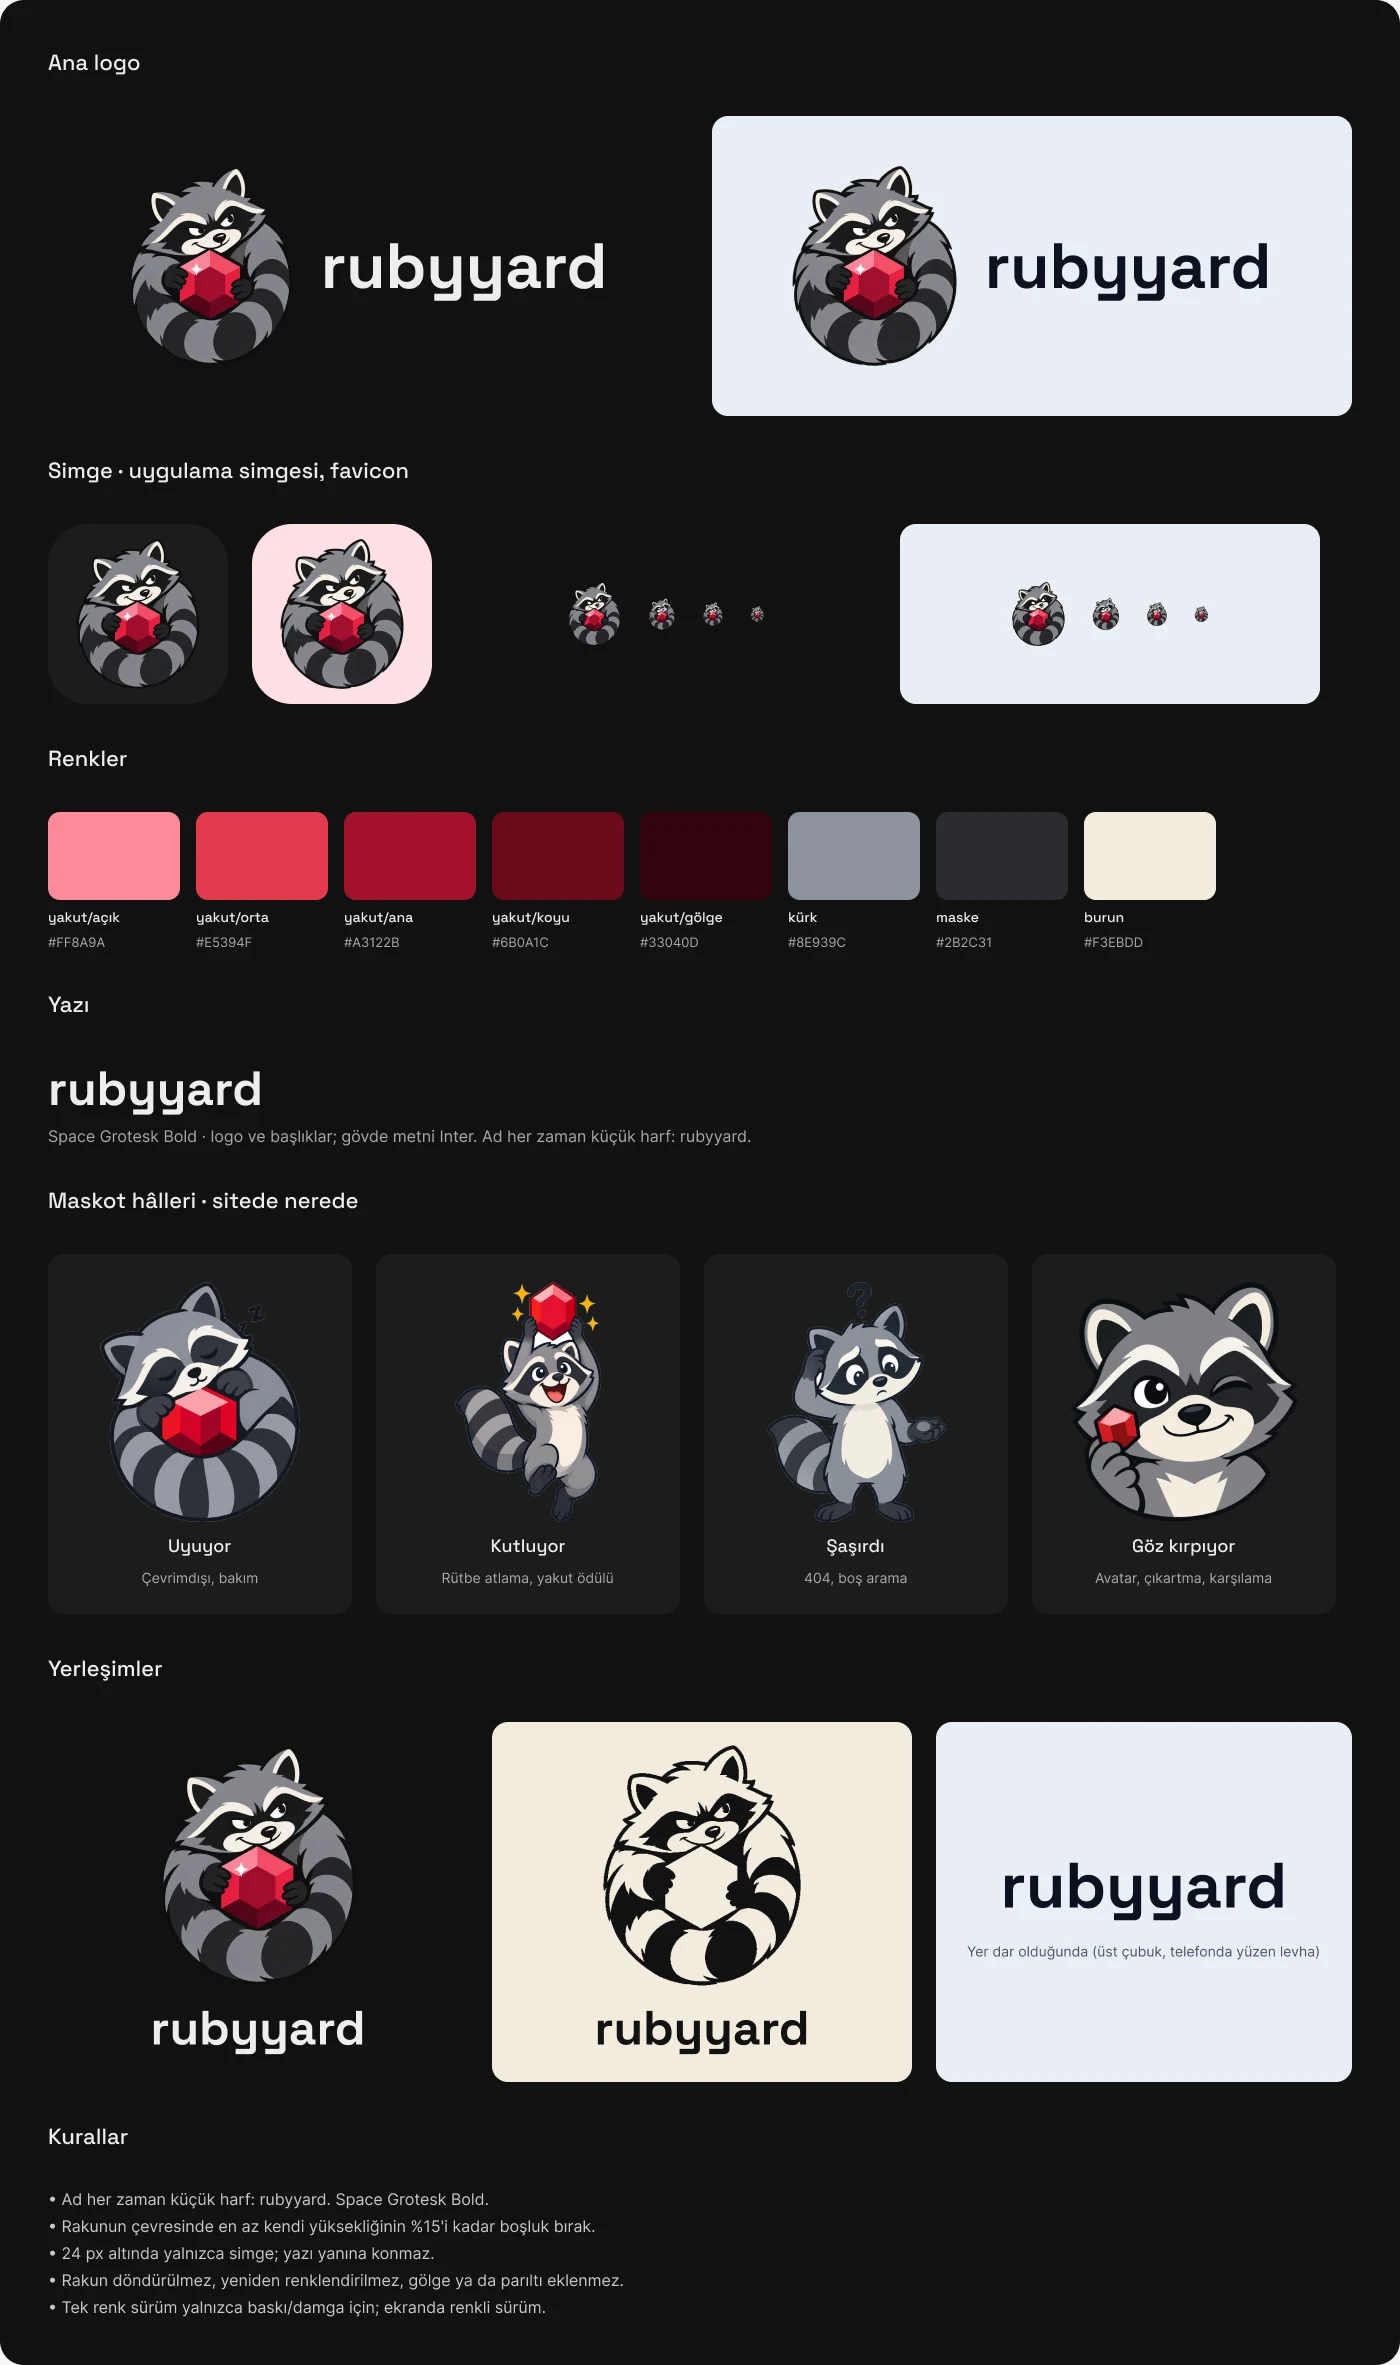 Ana logo
rubyyard
rubyyard
Simge · uygulama simgesi, favicon
Renkler
yakut/açık
#FF8A9A
yakut/orta
#E5394F
yakut/ana
#A3122B
yakut/koyu
#6B0A1C
yakut/gölge
#33040D
kürk
#8E939C
maske
#2B2C31
burun
#F3EBDD
Yazı
rubyyard
Space Grotesk Bold · logo ve başlıklar; gövde metni Inter. Ad her zaman küçük harf: rubyyard.
Maskot hâlleri · sitede nerede
z z
Uyuyor
Çevrimdışı, bakım
Kutluyor
Rütbe atlama, yakut ödülü
?
Şaşırdı
404, boş arama
Göz kırpıyor
Avatar, çıkartma, karşılama
Yerleşimler
rubyyard
rubyyard
rubyyard
Yer dar olduğunda (üst çubuk, telefonda yüzen levha)
Kurallar
• Ad her zaman küçük harf: rubyyard. Space Grotesk Bold.
• Rakunun çevresinde en az kendi yüksekliğinin %15'i kadar boşluk bırak.
• 24 px altında yalnızca simge; yazı yanına konmaz.
• Rakun döndürülmez, yeniden renklendirilmez, gölge ya da parıltı eklenmez.
• Tek renk sürüm yalnızca baskı/damga için; ekranda renkli sürüm.